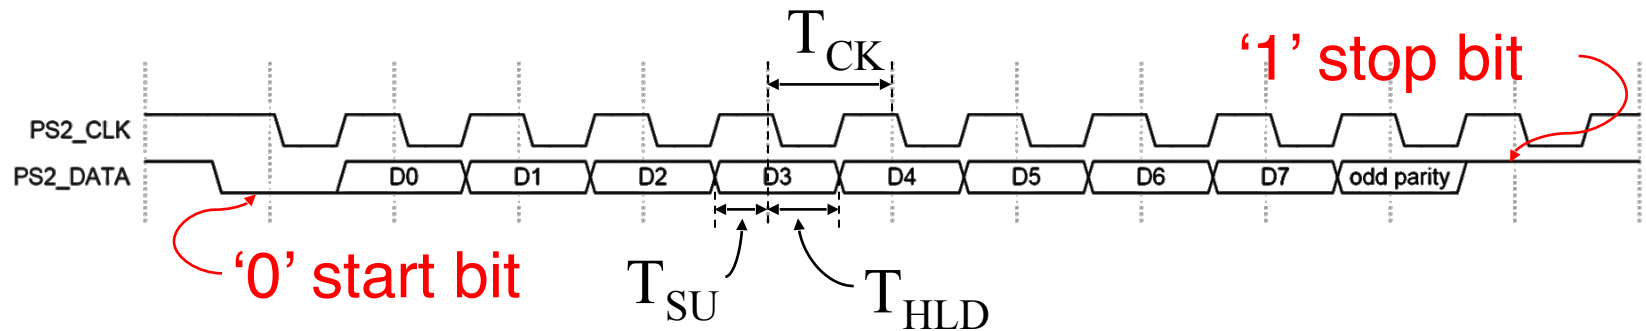 T_CK
‘1’ stop bit
PS2_CLK
PS2_DATA
D0 D1 D2 D3 D4 D5 D6 D7 odd parity
‘0’ start bit
T_SU
T_HLD